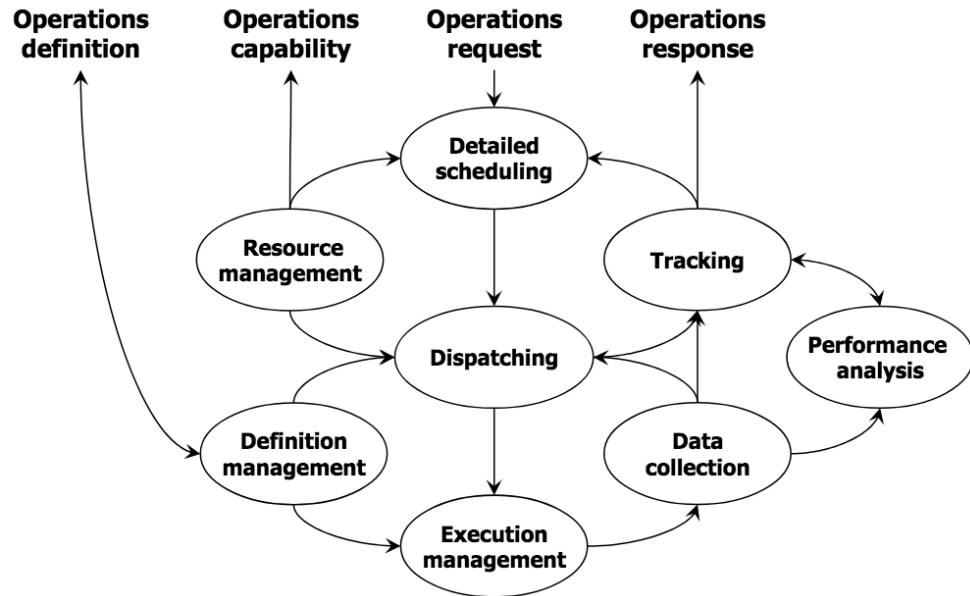 Operations
definition
Operations
capability
Operations
request
Operations
response
Detailed
scheduling
Resource
management
Tracking
Dispatching
Performance
analysis
Definition
management
Data
collection
Execution
management